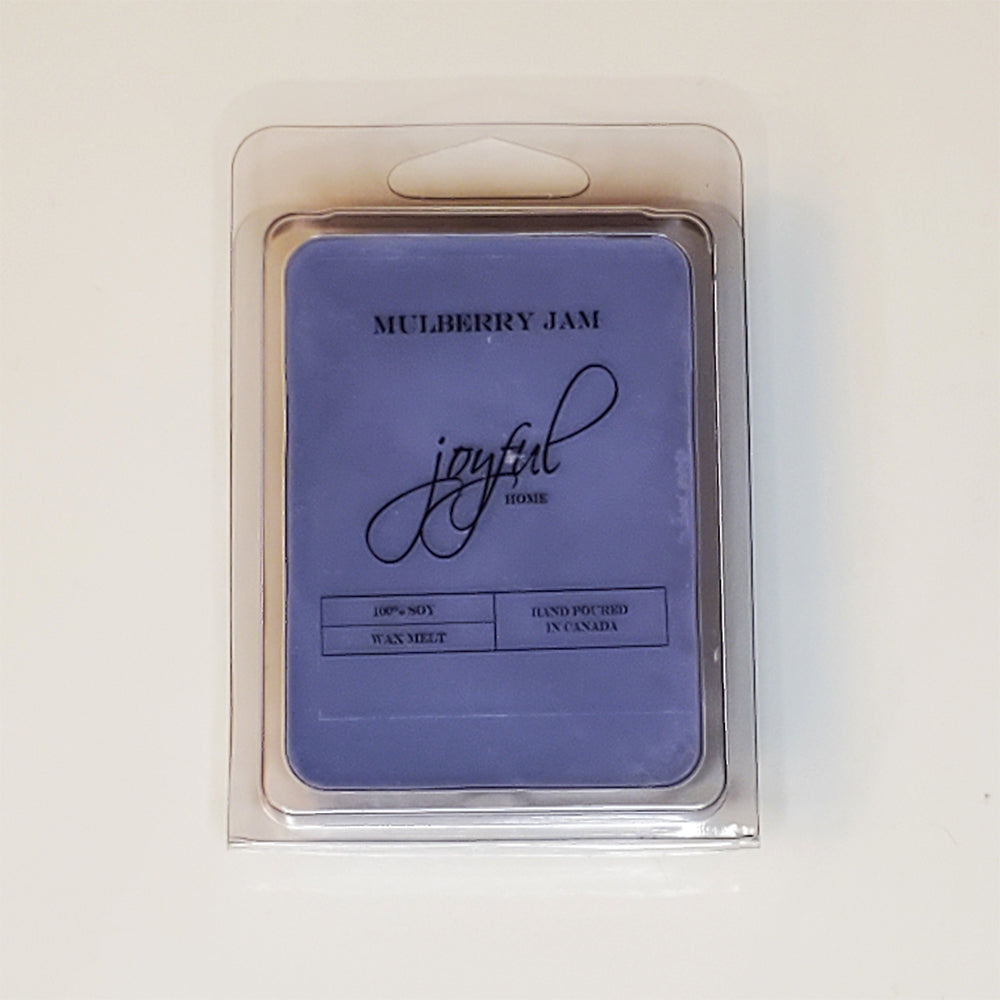 MULBERRY JAM
joyful
HOME
100% SOY
WAX MELT
HAND POURED
IN CANADA